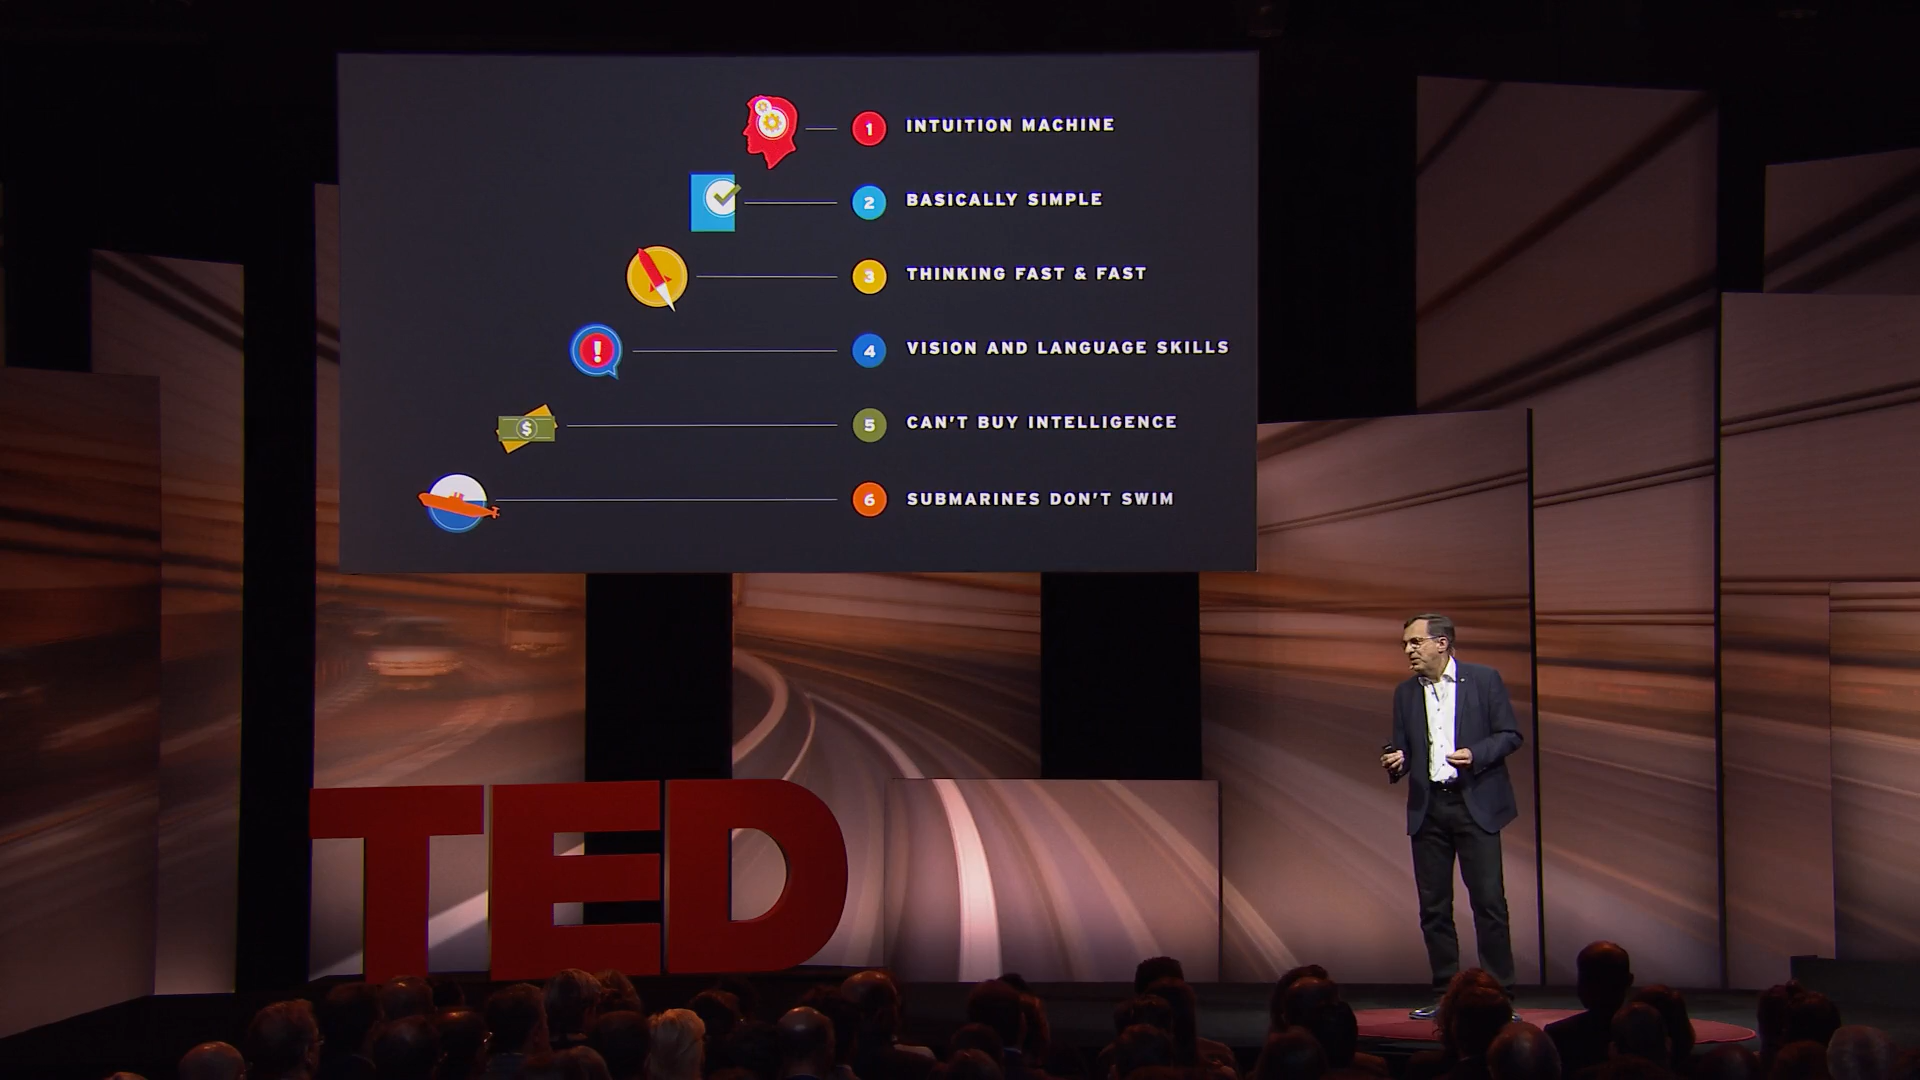 1 INTUITION MACHINE
2 BASICALLY SIMPLE
3 THINKING FAST & FAST
! 4 VISION AND LANGUAGE SKILLS
$ 5 CAN'T BUY INTELLIGENCE
6 SUBMARINES DON'T SWIM
TED